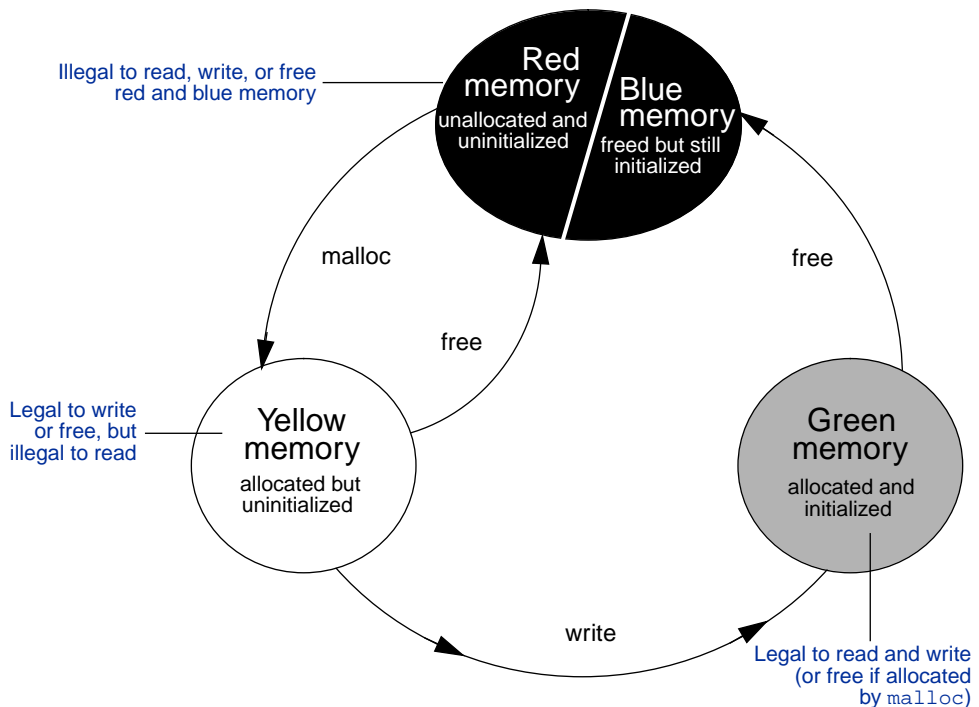 Illegal to read, write, or free
red and blue memory
Red
memory
unallocated and
uninitialized
Blue
memory
freed but still
initialized
malloc
free
free
Legal to write
or free, but
illegal to read
Yellow
memory
allocated but
uninitialized
Green
memory
allocated and
initialized
write
Legal to read and write
(or free if allocated
by malloc)